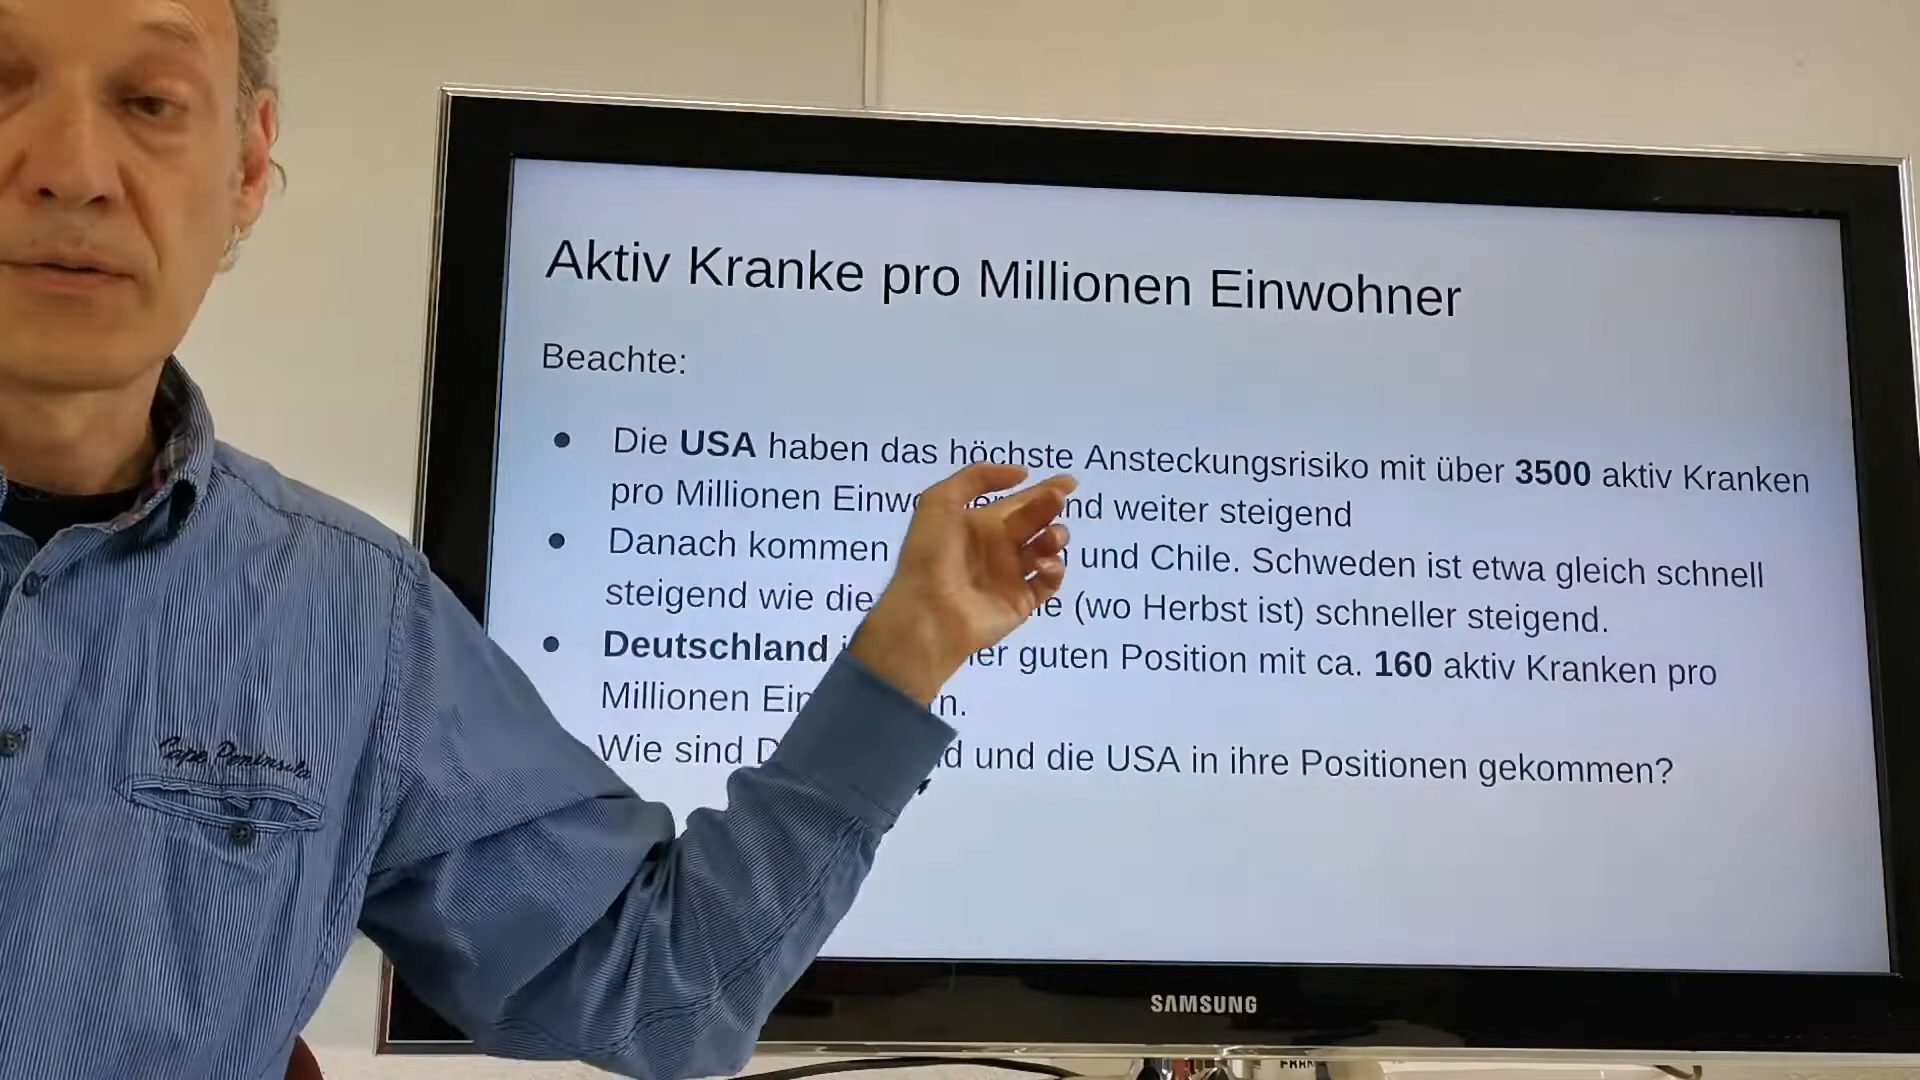 Aktiv Kranke pro Millionen Einwohner
Beachte:
Die USA haben das höchste Ansteckungsrisiko mit über 3500 aktiv Kranken
pro Millionen weiter steigend
Danach kommen und Chile. Schweden ist etwa gleich schnell
steigend wie die (wo Herbst ist) schneller steigend.
Deutschland guten Position mit ca. 160 aktiv Kranken pro
Millionen
Wie sind und die USA in ihre Positionen gekommen?
Cape Peninsula
SAMSUNG